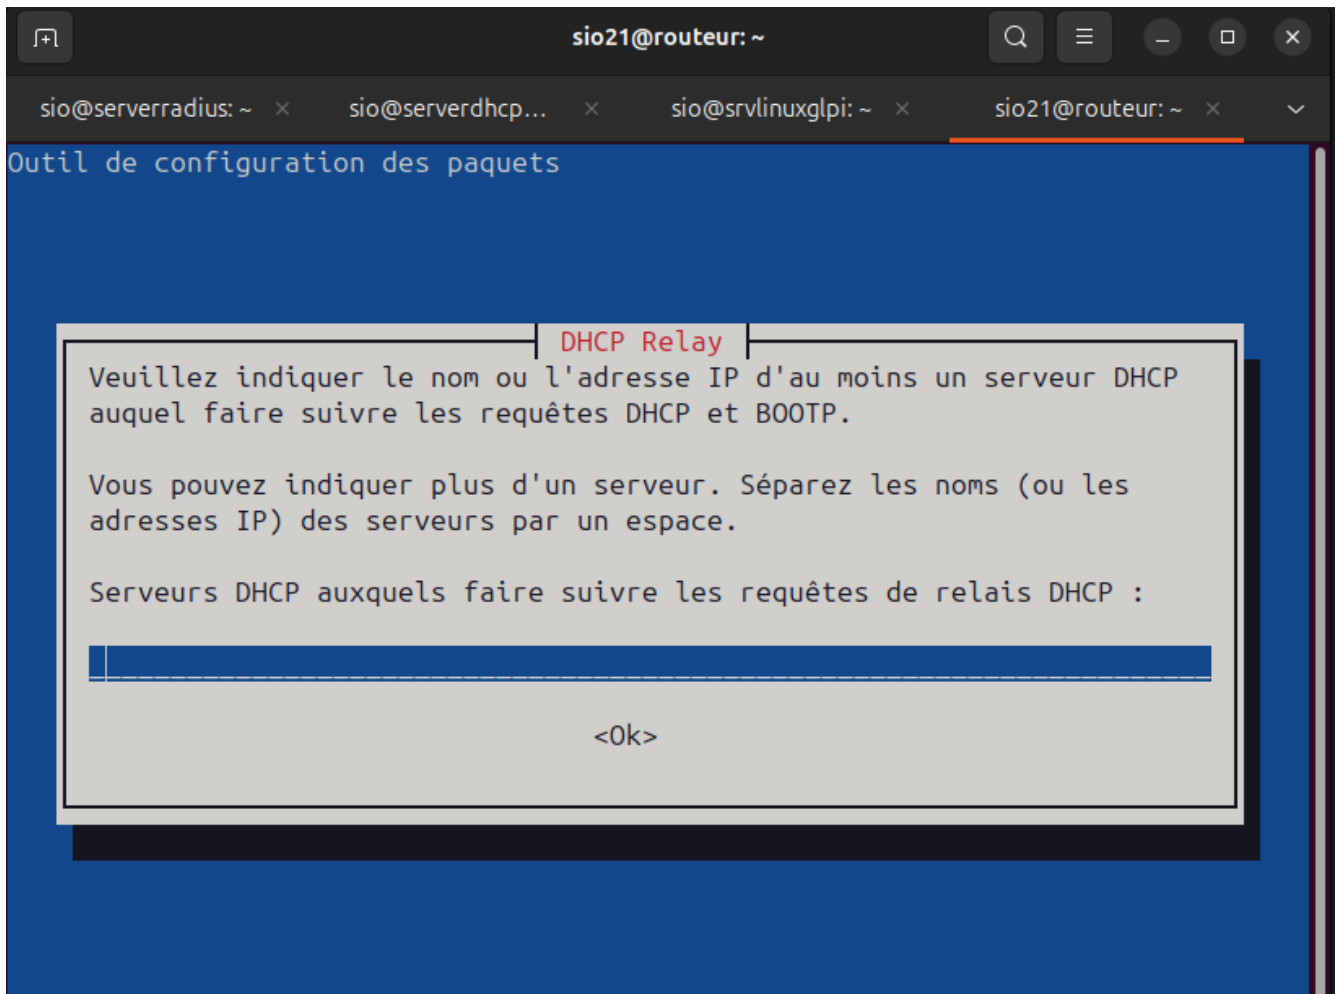 sio21@routeur: ~
sio@serverradius: ~
sio@serverdhcp...
sio@srvlinuxglpi: ~
sio21@routeur: ~
Outil de configuration des paquets
DHCP Relay
Veuillez indiquer le nom ou l'adresse IP d'au moins un serveur DHCP
auquel faire suivre les requêtes DHCP et BOOTP.
Vous pouvez indiquer plus d'un serveur. Séparez les noms (ou les
adresses IP) des serveurs par un espace.
Serveurs DHCP auxquels faire suivre les requêtes de relais DHCP :
<Ok>